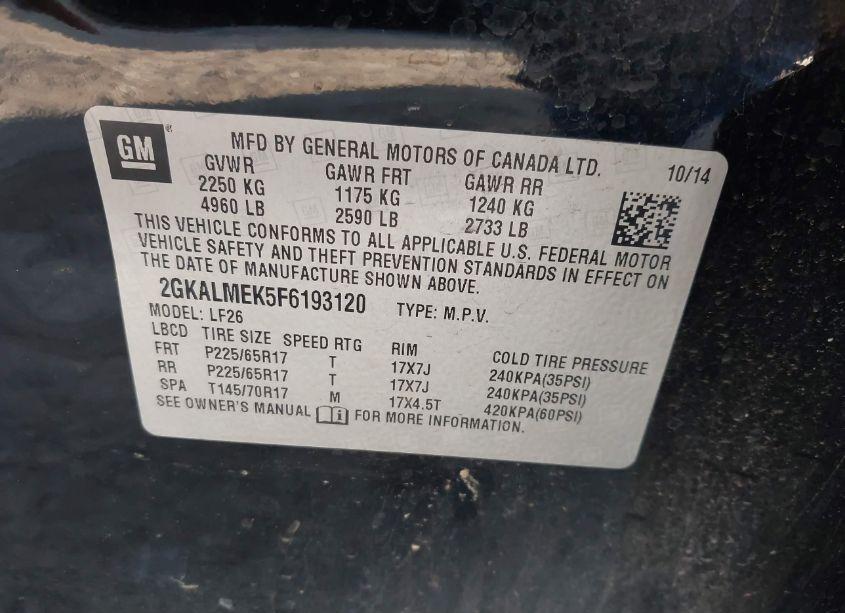 GM
MFD BY GENERAL MOTORS OF CANADA LTD. 10/14
GVWR GAWR FRT GAWR RR
2250 KG 1175 KG 1240 KG
4960 LB 2590 LB 2733 LB
THIS VEHICLE CONFORMS TO ALL APPLICABLE U.S. FEDERAL MOTOR
VEHICLE SAFETY AND THEFT PREVENTION STANDARDS IN EFFECT ON
THE DATE OF MANUFACTURE SHOWN ABOVE.
2GKALMEK5F6193120 TYPE: M.P.V.
MODEL: LF26
LBCD TIRE SIZE SPEED RTG RIM COLD TIRE PRESSURE
FRT P225/65R17 T 17X7J 240KPA(35PSI)
RR P225/65R17 T 17X7J 240KPA(35PSI)
SPA T145/70R17 M 17X4.5T 420KPA(60PSI)
SEE OWNER'S MANUAL FOR MORE INFORMATION.